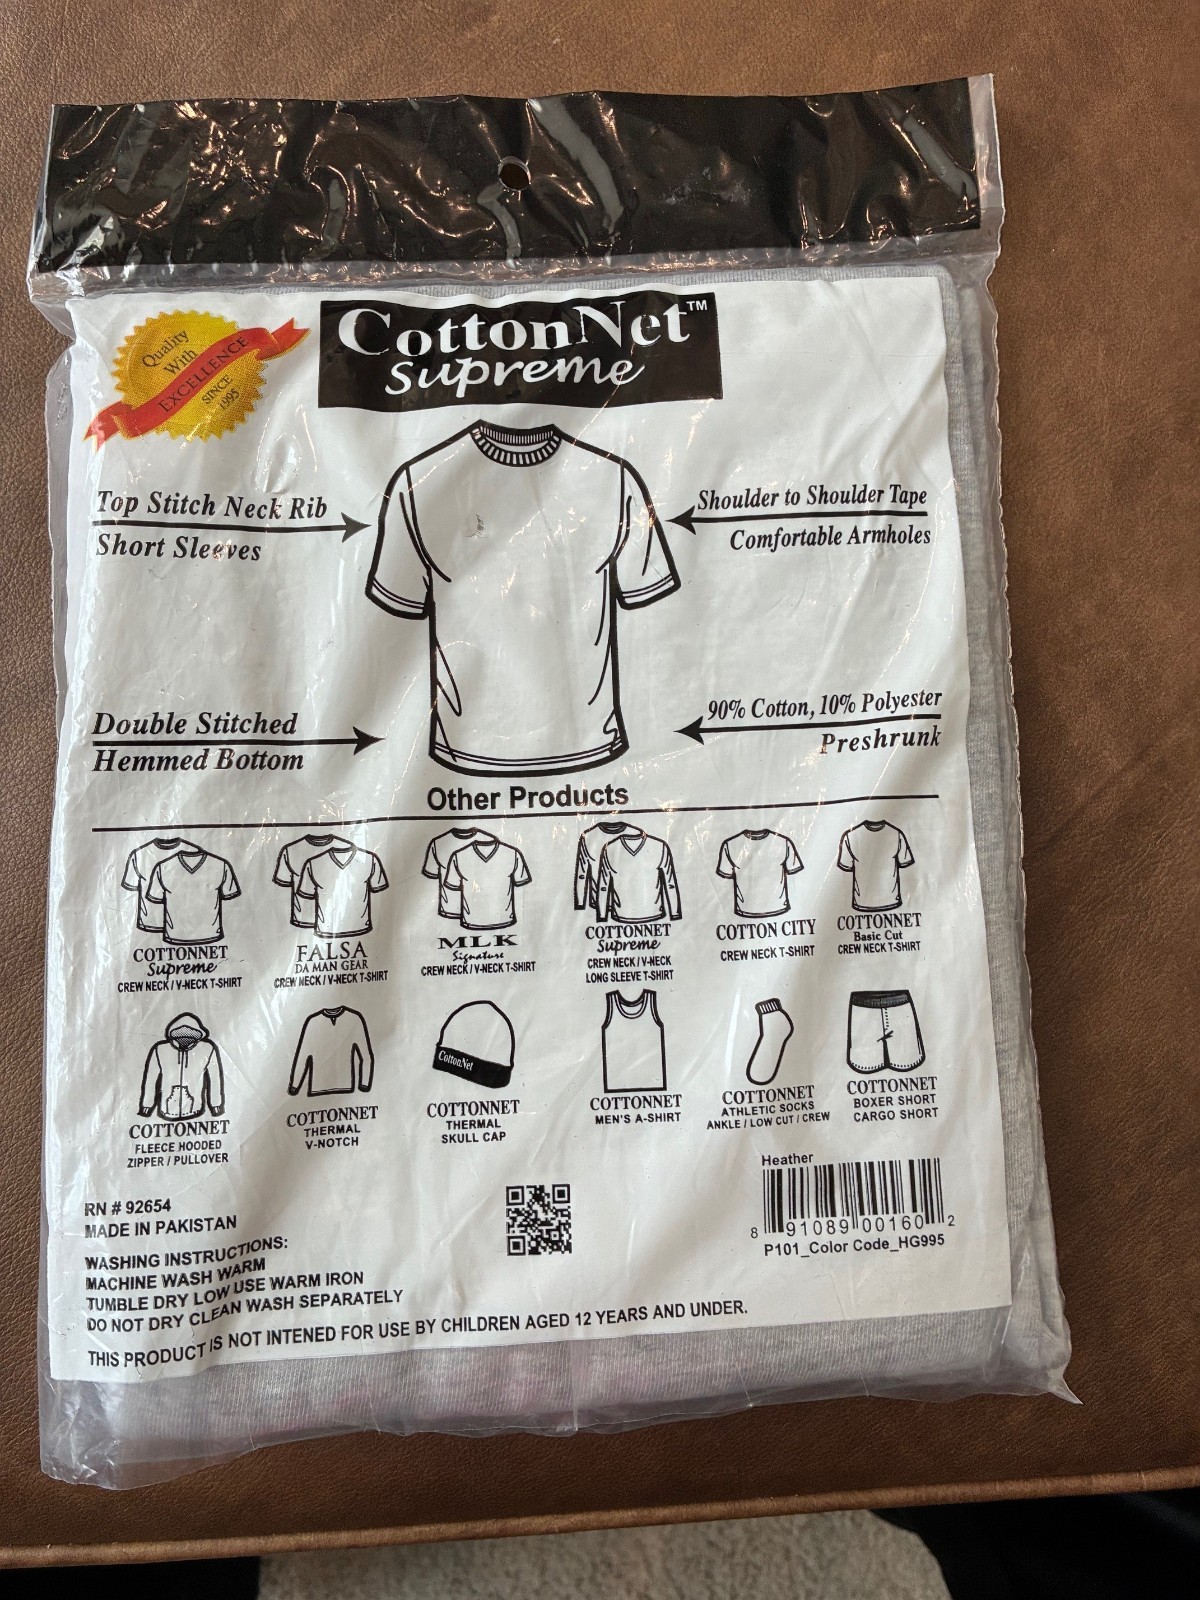 Quality
With
EXCELLENCE
SINCE
1995
CottonNet™
Supreme
Top Stitch Neck Rib
Short Sleeves
Shoulder to Shoulder Tape
Comfortable Armholes
Double Stitched
Hemmed Bottom
90% Cotton, 10% Polyester
Preshrunk
Other Products
COTTONNET
Supreme
CREW NECK / V-NECK T-SHIRT
FALSA
DA MAN GEAR
CREW NECK / V-NECK T-SHIRT
MLK
Signature
CREW NECK / V-NECK T-SHIRT
COTTONNET
Supreme
CREW NECK / V-NECK
LONG SLEEVE T-SHIRT
COTTON CITY
CREW NECK T-SHIRT
COTTONNET
Basic Cut
CREW NECK T-SHIRT
COTTONNET
FLEECE HOODED
ZIPPER / PULLOVER
COTTONNET
THERMAL
V-NOTCH
CottonNet
COTTONNET
THERMAL
SKULL CAP
COTTONNET
MEN'S A-SHIRT
COTTONNET
ATHLETIC SOCKS
ANKLE / LOW CUT / CREW
COTTONNET
BOXER SHORT
CARGO SHORT
RN # 92654
MADE IN PAKISTAN
WASHING INSTRUCTIONS:
MACHINE WASH WARM
TUMBLE DRY LOW USE WARM IRON
DO NOT DRY CLEAN WASH SEPARATELY
THIS PRODUCT IS NOT INTENED FOR USE BY CHILDREN AGED 12 YEARS AND UNDER.
Heather
8 91089 00160 2
P101_Color Code_HG995